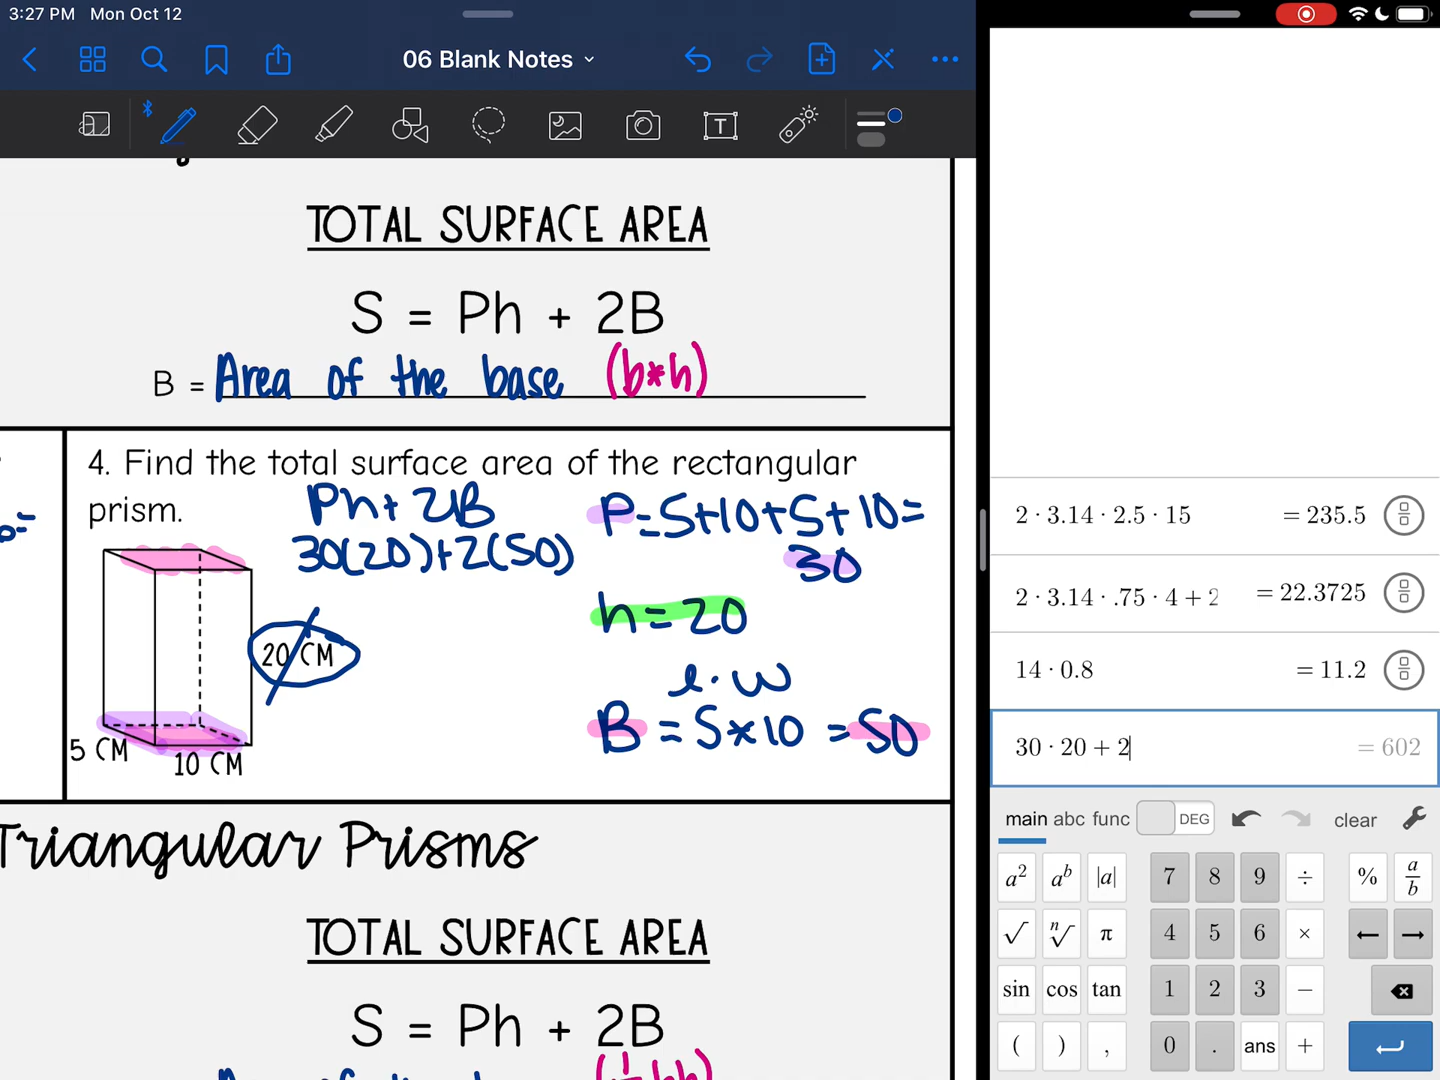 3:27 PM Mon Oct 12
06 Blank Notes
TOTAL SURFACE AREA
S = Ph + 2B
B = Area of the base (b*h)
4. Find the total surface area of the rectangular
prism.
Ph + 2B
30(20)+2(50)
P=5+10+5+10=
30
h=20
l·w
B = 5*10 = 50
20 CM
5 CM
10 CM
Triangular Prisms
TOTAL SURFACE AREA
S = Ph + 2B
2 · 3.14 · 2.5 · 15 = 235.5
2 · 3.14 · .75 · 4 + 2 = 22.3725
14 · 0.8 = 11.2
30 · 20 + 2 = 602
main abc func DEG clear
a² aᵇ |a| 7 8 9 ÷ % a/b
√ ⁿ√ π 4 5 6 × ← →
sin cos tan 1 2 3 −
( ) , 0 . ans +